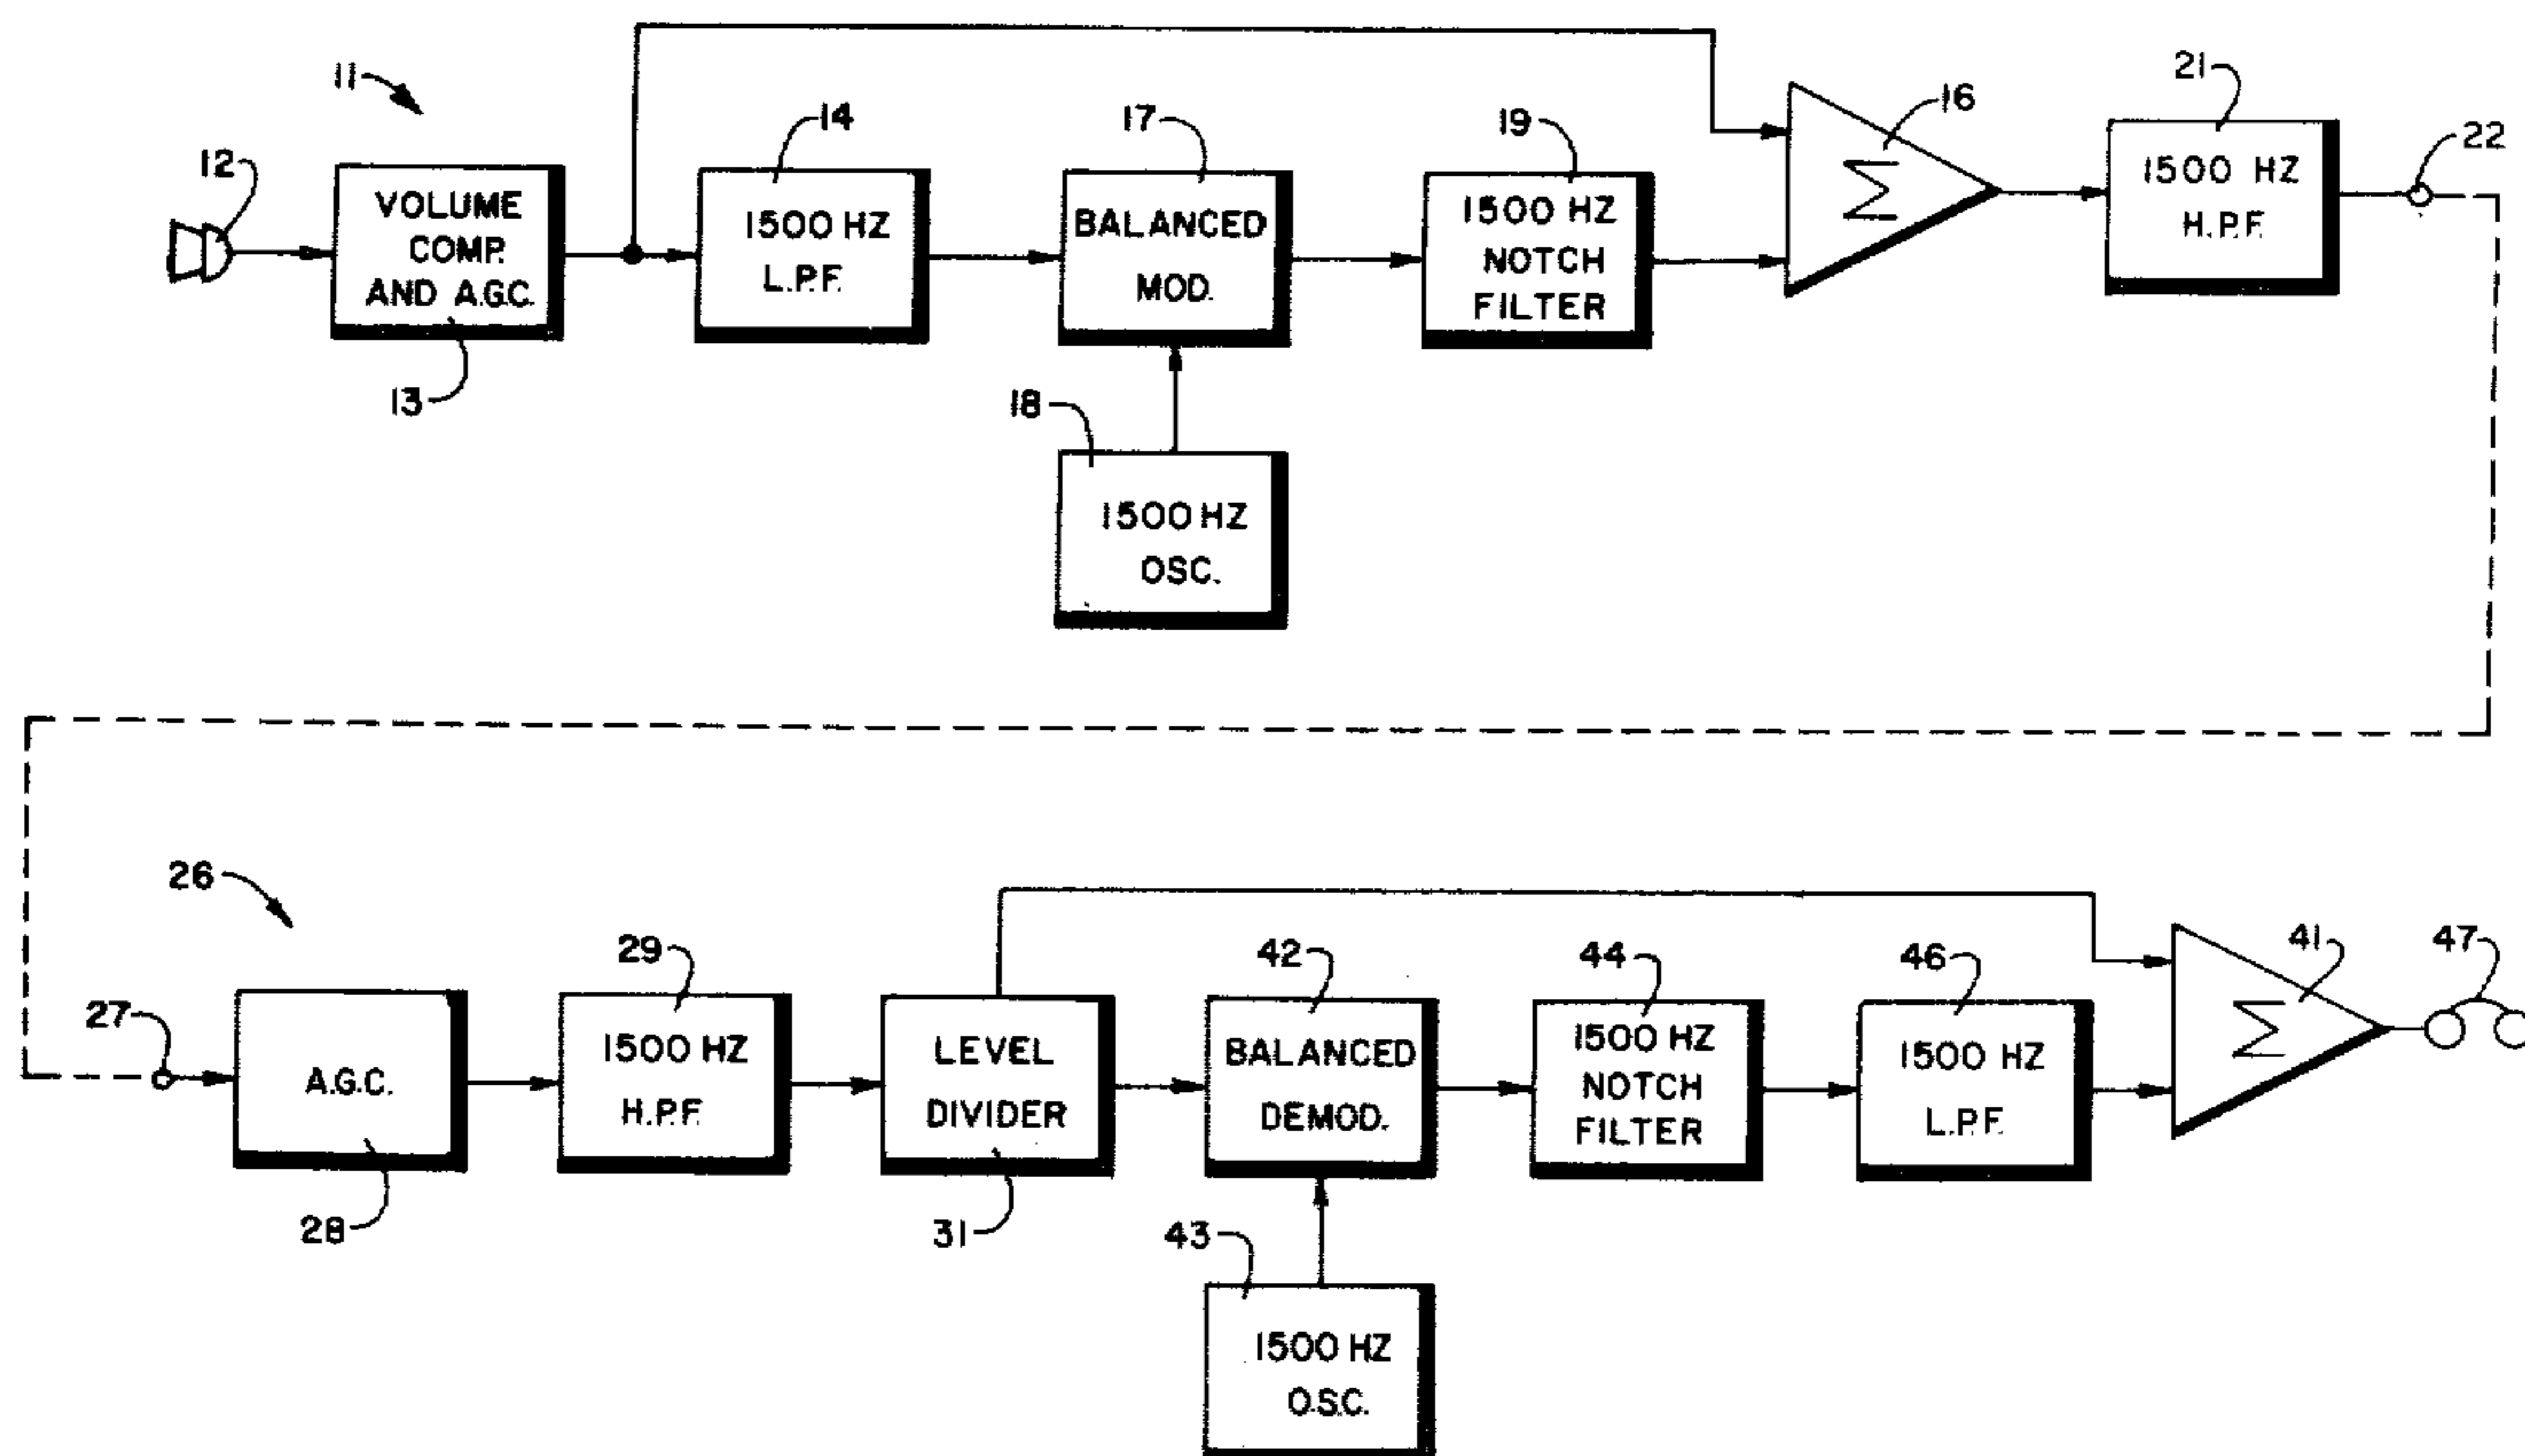 11
12
VOLUME
COMP.
AND A.G.C.
13
14
1500 HZ
L.P.F.
17
BALANCED
MOD.
18
1500 HZ
OSC.
19
1500 HZ
NOTCH
FILTER
16
Σ
21
1500 HZ
H.P.F.
22
26
27
A.G.C.
28
29
1500 HZ
H.P.F.
LEVEL
DIVIDER
31
42
BALANCED
DEMOD.
43
1500 HZ
O.S.C.
44
1500 HZ
NOTCH
FILTER
46
1500 HZ
L.P.F.
41
Σ
47